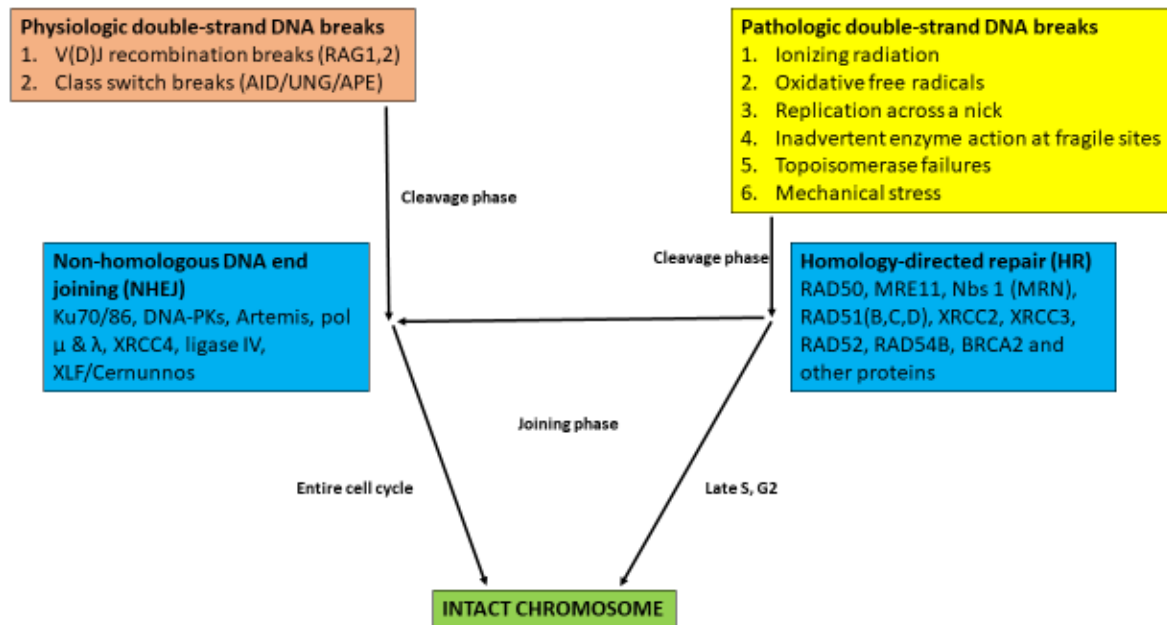 Physiologic double-strand DNA breaks
1. V(D)J recombination breaks (RAG1,2)
2. Class switch breaks (AID/UNG/APE)
Pathologic double-strand DNA breaks
1. Ionizing radiation
2. Oxidative free radicals
3. Replication across a nick
4. Inadvertent enzyme action at fragile sites
5. Topoisomerase failures
6. Mechanical stress
Cleavage phase
Cleavage phase
Non-homologous DNA end
joining (NHEJ)
Ku70/86, DNA-PKs, Artemis, pol
μ & λ, XRCC4, ligase IV,
XLF/Cernunnos
Homology-directed repair (HR)
RAD50, MRE11, Nbs 1 (MRN),
RAD51(B,C,D), XRCC2, XRCC3,
RAD52, RAD54B, BRCA2 and
other proteins
Joining phase
Entire cell cycle
Late S, G2
INTACT CHROMOSOME